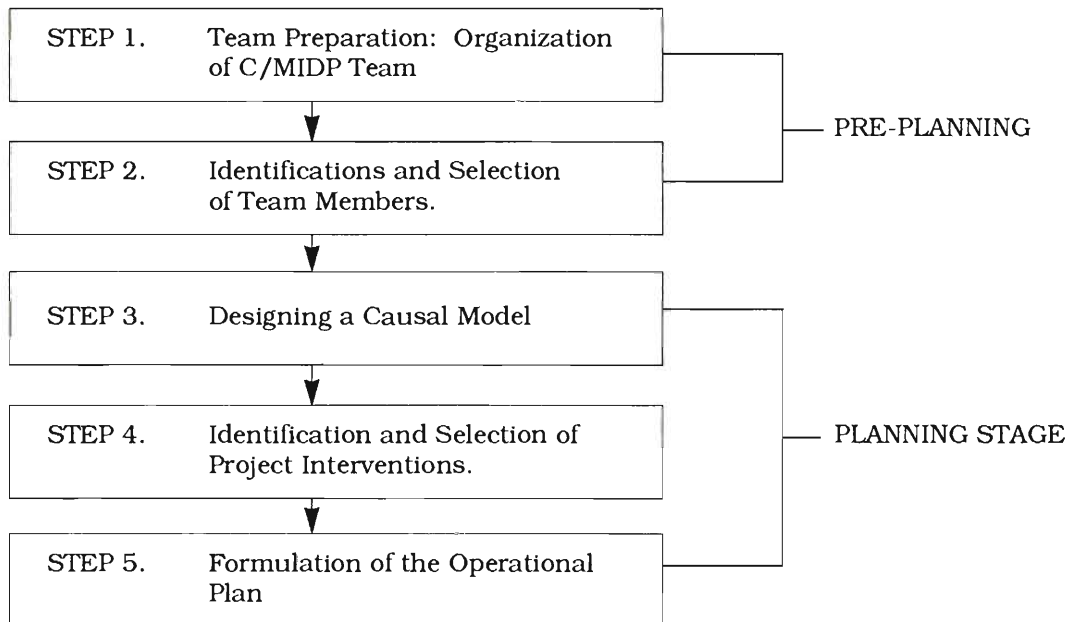 STEP 1. Team Preparation: Organization
of C/MIDP Team
PRE-PLANNING
STEP 2. Identifications and Selection
of Team Members.
STEP 3. Designing a Causal Model
STEP 4. Identification and Selection of
Project Interventions.
PLANNING STAGE
STEP 5. Formulation of the Operational
Plan